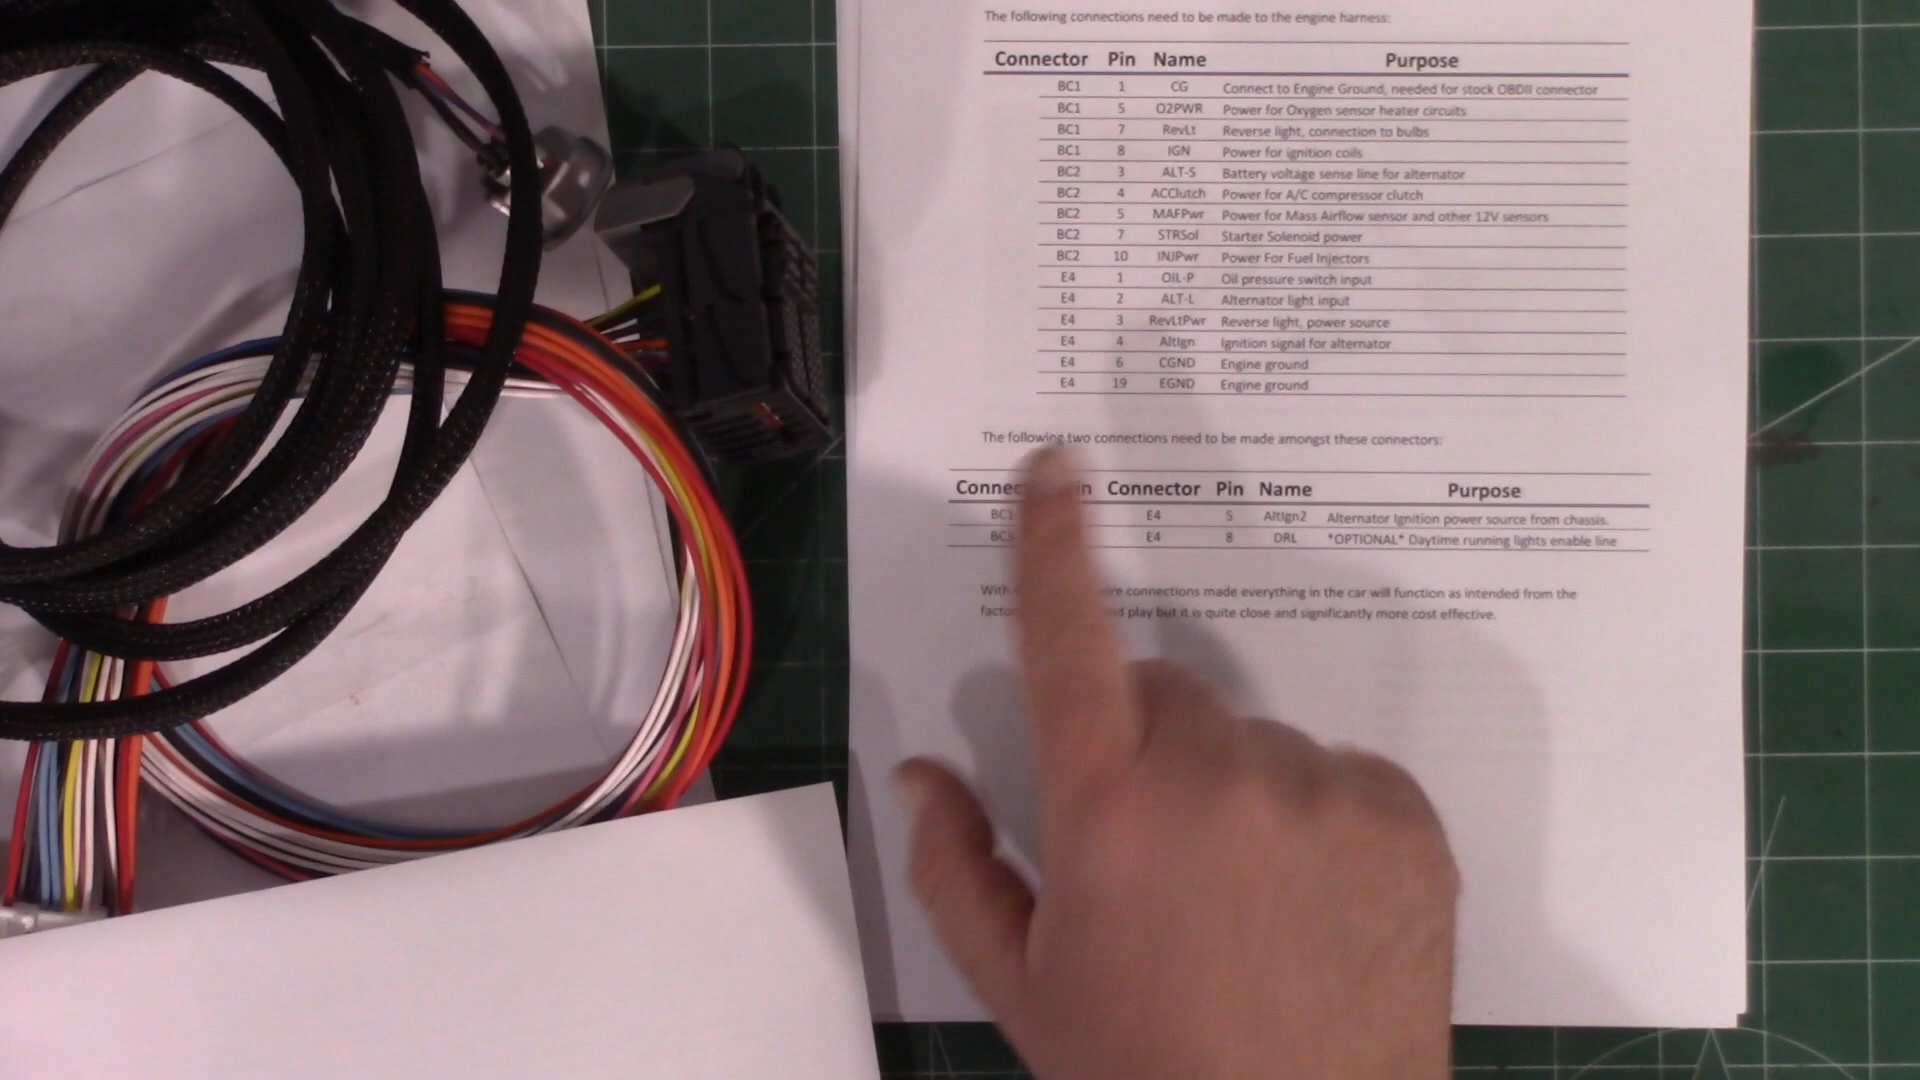 The following connections need to be made to the engine harness:
Connector Pin Name Purpose
BC1 1 CG Connect to Engine Ground, needed for stock OBDII connector
BC1 5 O2PWR Power for Oxygen sensor heater circuits
BC1 7 RevLt Reverse light, connection to bulbs
BC1 8 IGN Power for ignition coils
BC2 3 ALT-S Battery voltage sense line for alternator
BC2 4 ACClutch Power for A/C compressor clutch
BC2 5 MAFPwr Power for Mass Airflow sensor and other 12V sensors
BC2 7 STRSol Starter Solenoid power
BC2 10 INJPwr Power For Fuel Injectors
E4 1 OIL-P Oil pressure switch input
E4 2 ALT-L Alternator light input
E4 3 RevLtPwr Reverse light, power source
E4 4 AltIgn Ignition signal for alternator
E4 6 CGND Engine ground
E4 19 EGND Engine ground
The following two connections need to be made amongst these connectors:
Connector Pin Name Purpose
E4 5 AltIgn2 Alternator Ignition power source from chassis.
E4 8 DRL *OPTIONAL* Daytime running lights enable line
With connections made everything in the car will function as intended from the
play but it is quite close and significantly more cost effective.